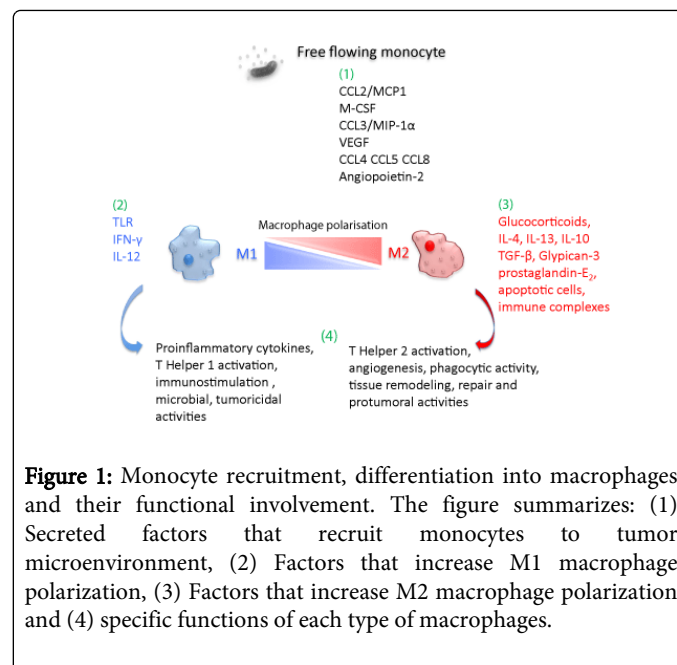 Free flowing monocyte
(1)
CCL2/MCP1
M-CSF
CCL3/MIP-1α
VEGF
CCL4 CCL5 CCL8
Angiopoietin-2
(2)
TLR
IFN-γ
IL-12
Macrophage polarisation
M1
M2
(3)
Glucocorticoids,
IL-4, IL-13, IL-10
TGF-β, Glypican-3
prostaglandin-E₂,
apoptotic cells,
immune complexes
(4)
Proinflammatory cytokines,
T Helper 1 activation,
immunostimulation ,
microbial, tumoricidal
activities
T Helper 2 activation,
angiogenesis, phagocytic activity,
tissue remodeling, repair and
protumoral activities
Figure 1: Monocyte recruitment, differentiation into macrophages
and their functional involvement. The figure summarizes: (1)
Secreted factors that recruit monocytes to tumor
microenvironment, (2) Factors that increase M1 macrophage
polarization, (3) Factors that increase M2 macrophage polarization
and (4) specific functions of each type of macrophages.